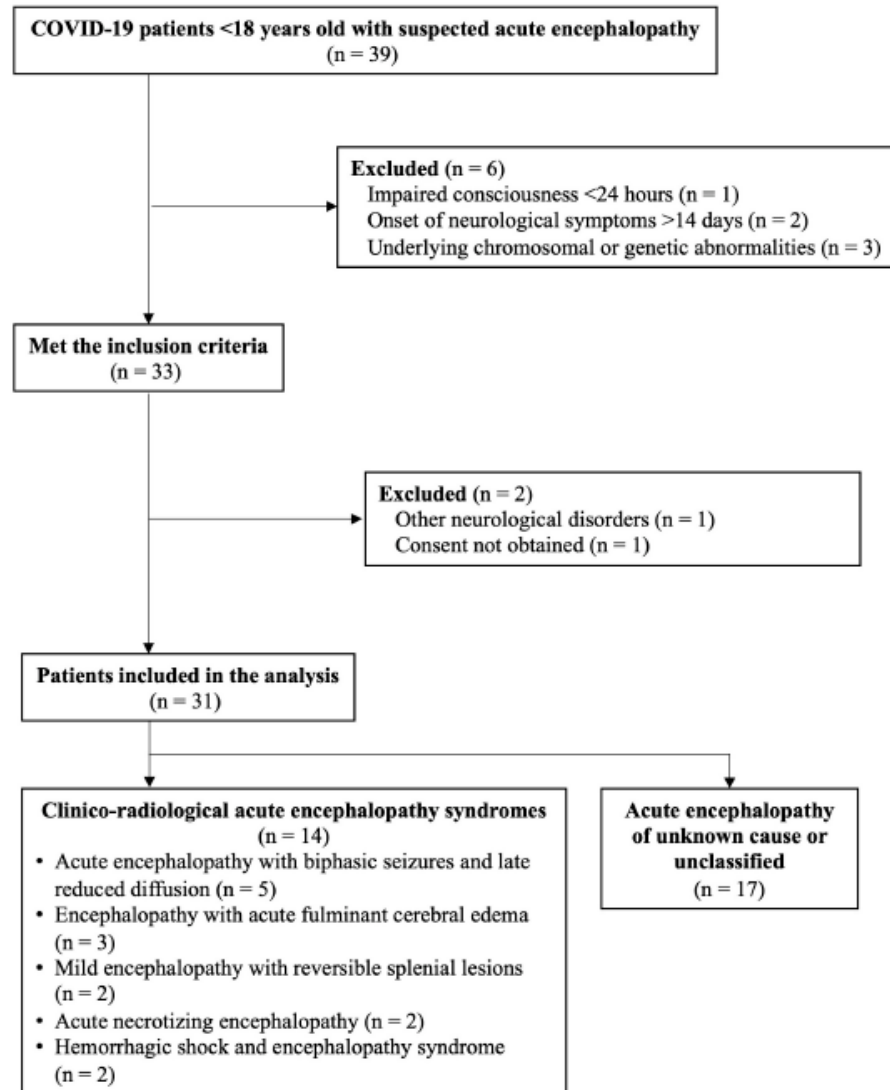 COVID-19 patients <18 years old with suspected acute encephalopathy
(n = 39)
Excluded (n = 6)
Impaired consciousness <24 hours (n = 1)
Onset of neurological symptoms >14 days (n = 2)
Underlying chromosomal or genetic abnormalities (n = 3)
Met the inclusion criteria
(n = 33)
Excluded (n = 2)
Other neurological disorders (n = 1)
Consent not obtained (n = 1)
Patients included in the analysis
(n = 31)
Clinico-radiological acute encephalopathy syndromes
(n = 14)
• Acute encephalopathy with biphasic seizures and late
reduced diffusion (n = 5)
• Encephalopathy with acute fulminant cerebral edema
(n = 3)
• Mild encephalopathy with reversible splenial lesions
(n = 2)
• Acute necrotizing encephalopathy (n = 2)
• Hemorrhagic shock and encephalopathy syndrome
(n = 2)
Acute encephalopathy
of unknown cause or
unclassified
(n = 17)